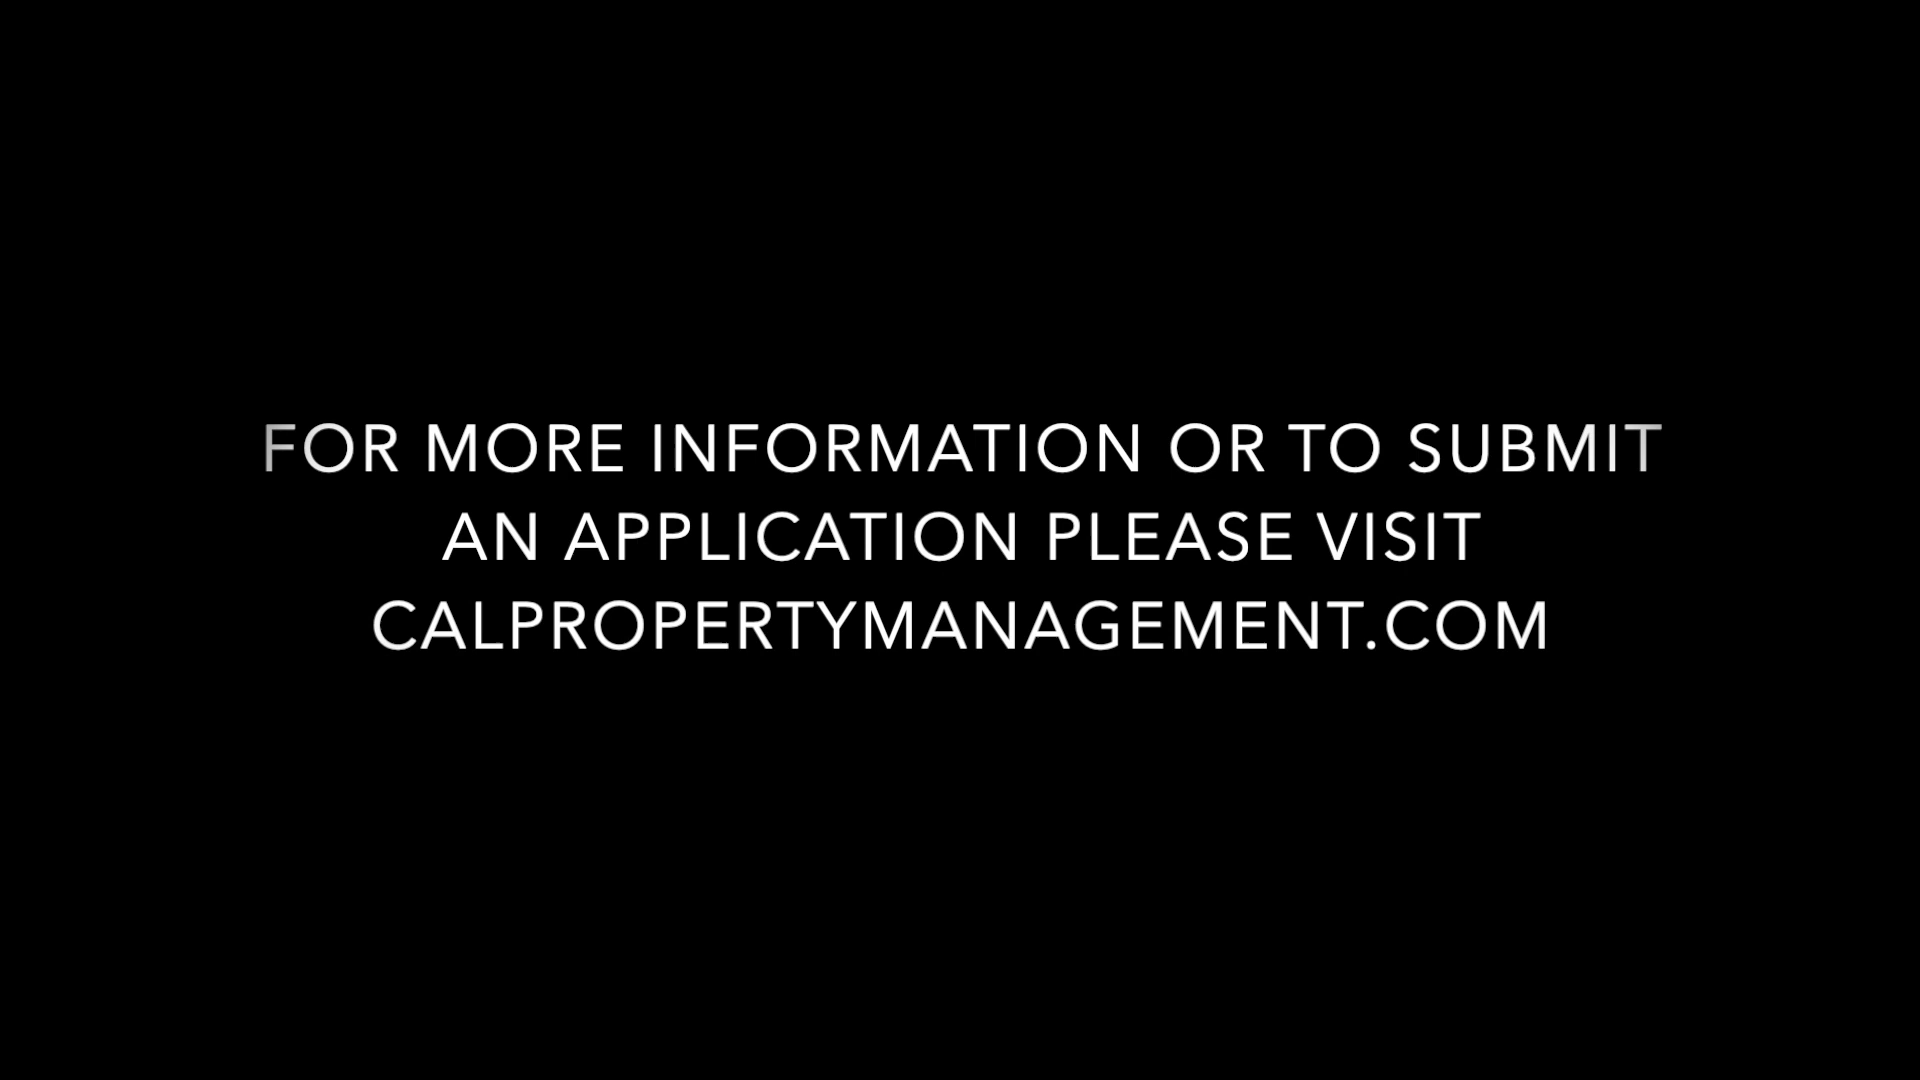 FOR MORE INFORMATION OR TO SUBMIT
AN APPLICATION PLEASE VISIT
CALPROPERTYMANAGEMENT.COM